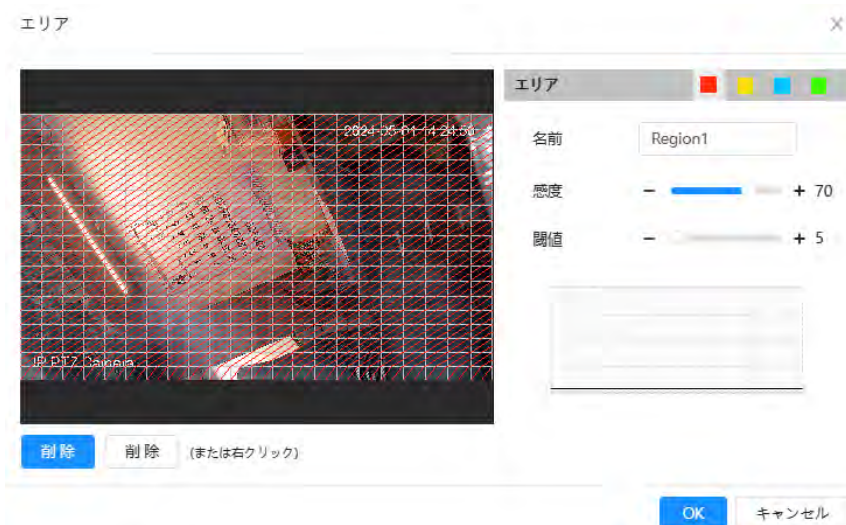 エリア
エリア
2024-05-01 14:24:50
名前 Region1
感度 - + 70
閾値 - + 5
IP PTZ Camera
削除 削除 (または右クリック)
OK キャンセル